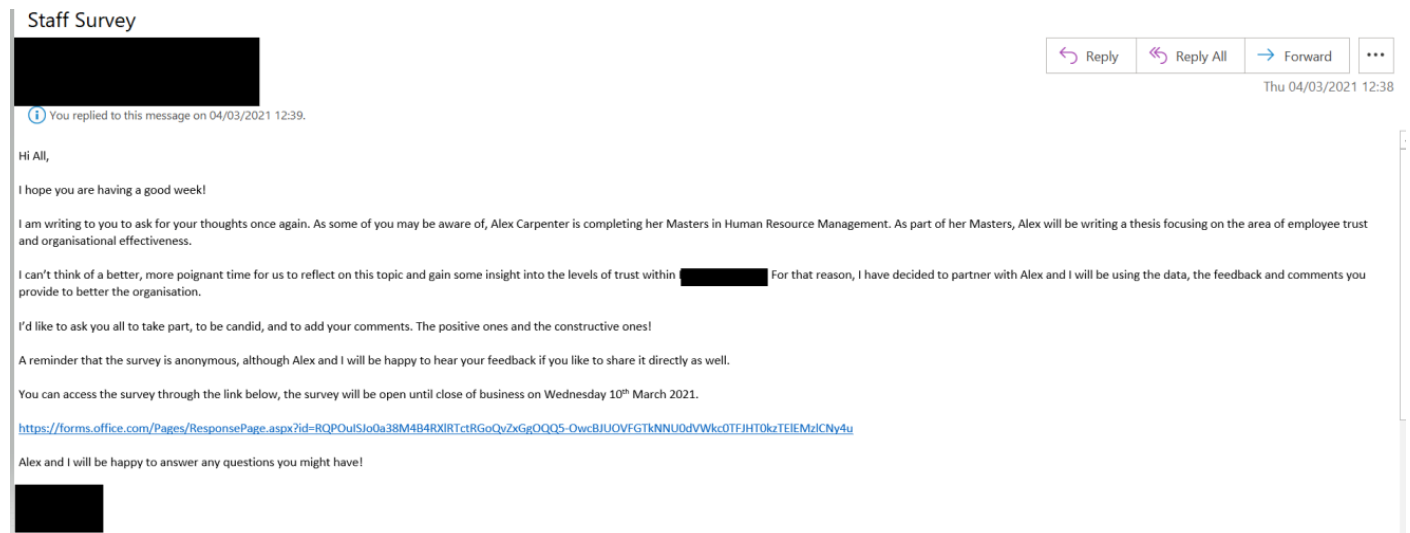 Staff Survey
Reply
Reply All
Forward
Thu 04/03/2021 12:38
You replied to this message on 04/03/2021 12:39.
Hi All,
I hope you are having a good week!
I am writing to you to ask for your thoughts once again. As some of you may be aware of, Alex Carpenter is completing her Masters in Human Resource Management. As part of her Masters, Alex will be writing a thesis focusing on the area of employee trust
and organisational effectiveness.
I can't think of a better, more poignant time for us to reflect on this topic and gain some insight into the levels of trust within For that reason, I have decided to partner with Alex and I will be using the data, the feedback and comments you
provide to better the organisation.
I'd like to ask you all to take part, to be candid, and to add your comments. The positive ones and the constructive ones!
A reminder that the survey is anonymous, although Alex and I will be happy to hear your feedback if you like to share it directly as well.
You can access the survey through the link below, the survey will be open until close of business on Wednesday 10th March 2021.
Alex and I will be happy to answer any questions you might have!